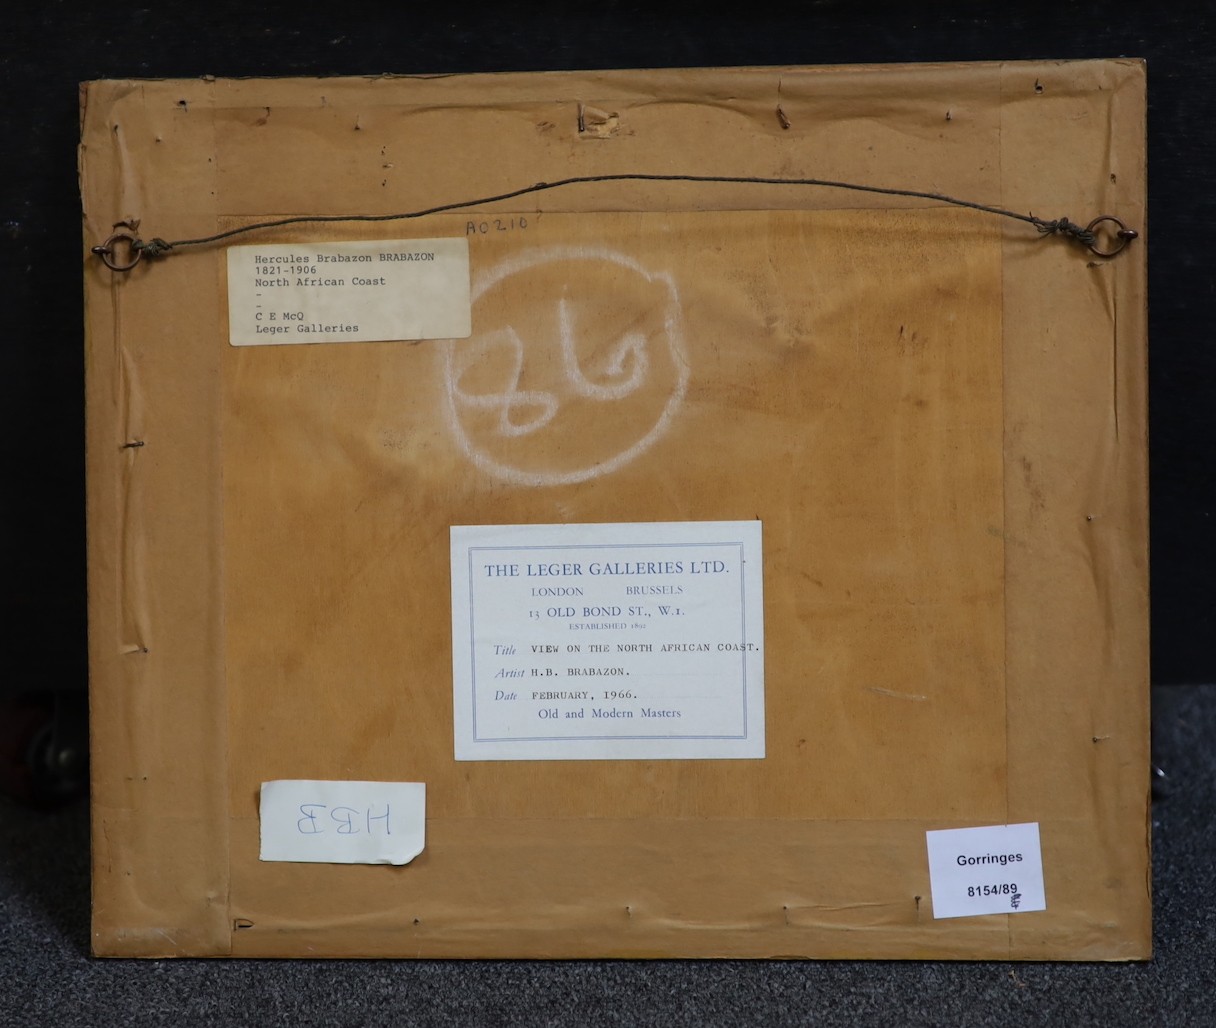 A0210
Hercules Brabazon BRABAZON
1821-1906
North African Coast
-
-
C E McQ
Leger Galleries
86
THE LEGER GALLERIES LTD.
LONDON BRUSSELS
13 OLD BOND ST., W.1.
ESTABLISHED 1892
Title VIEW ON THE NORTH AFRICAN COAST.
Artist H.B. BRABAZON.
Date FEBRUARY, 1966.
Old and Modern Masters
HBB
Gorringes
8154/89